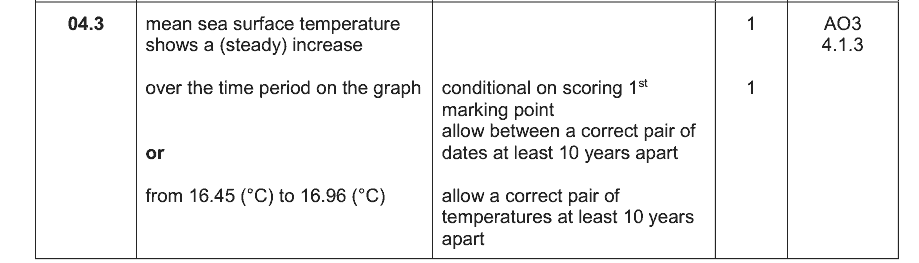 04.3
mean sea surface temperature
shows a (steady) increase
1
AO3
4.1.3
over the time period on the graph
conditional on scoring 1st
marking point
allow between a correct pair of
dates at least 10 years apart
1
or
from 16.45 (°C) to 16.96 (°C)
allow a correct pair of
temperatures at least 10 years
apart